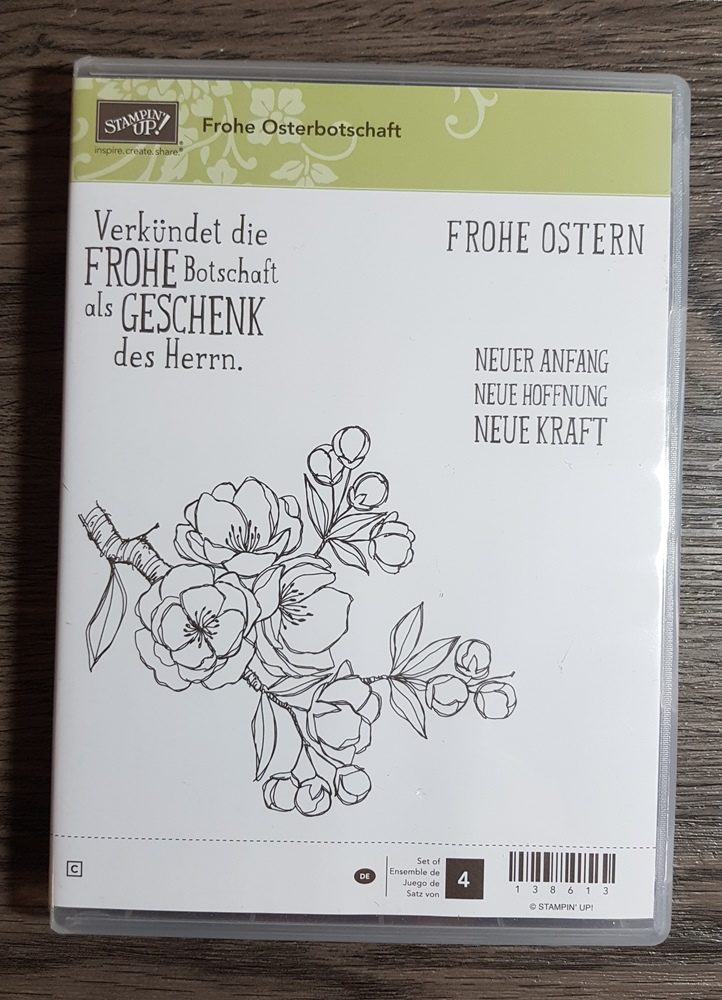 STAMPIN' UP!
inspire. create. share.®
Frohe Osterbotschaft
Verkündet die
FROHE Botschaft
als GESCHENK
des Herrn.
FROHE OSTERN
NEUER ANFANG
NEUE HOFFNUNG
NEUE KRAFT
C
DE
Set of
Ensemble de
Juego de
Satz von
4
138613
© STAMPIN' UP!